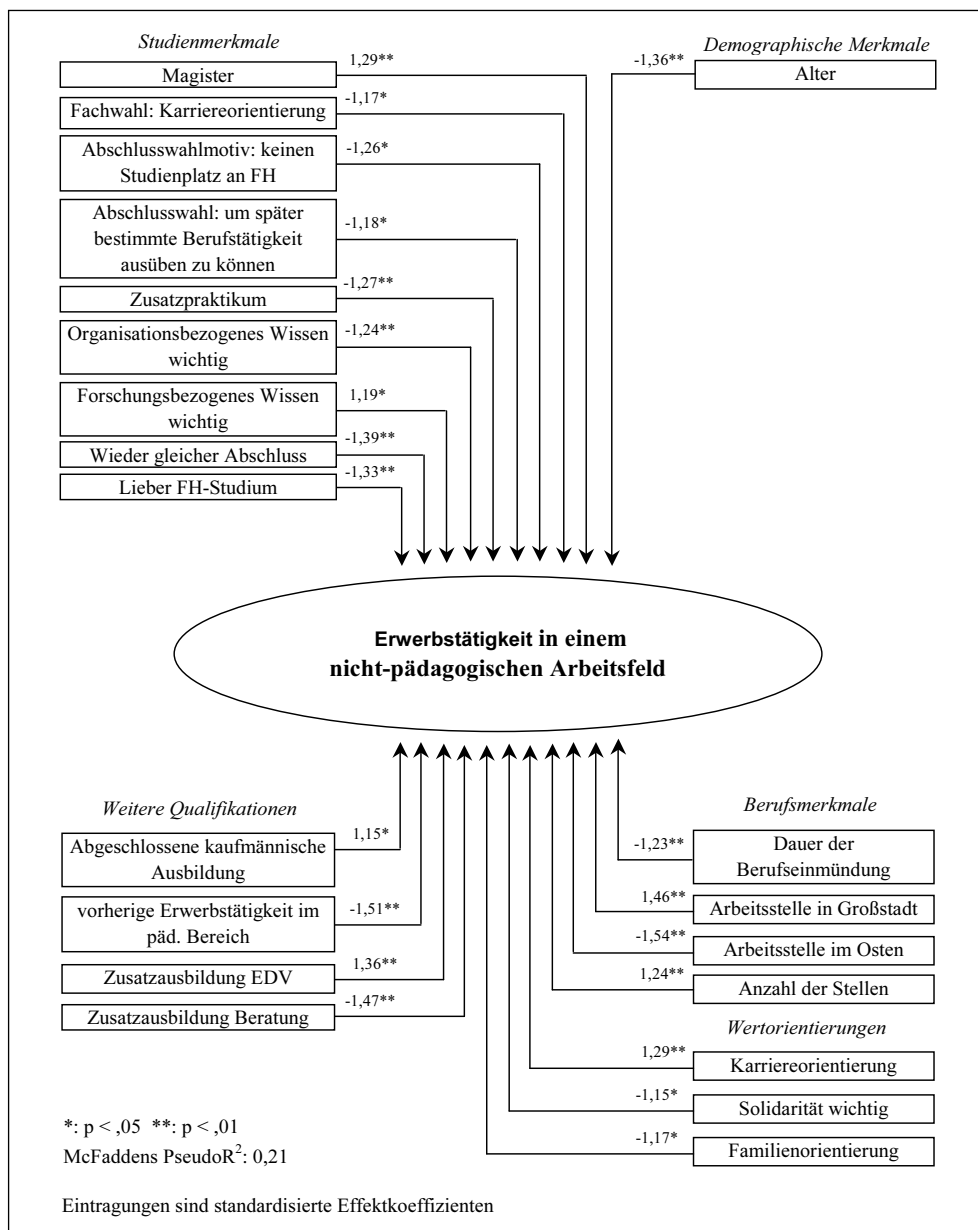 Studienmerkmale
1,29**
Magister
-1,17*
Fachwahl: Karriereorientierung
-1,26*
Abschlusswahlmotiv: keinen
Studienplatz an FH
-1,18*
Abschlusswahl: um später
bestimmte Berufstätigkeit
ausüben zu können
-1,27**
Zusatzpraktikum
-1,24**
Organisationsbezogenes Wissen
wichtig
1,19*
Forschungsbezogenes Wissen
wichtig
-1,39**
Wieder gleicher Abschluss
-1,33**
Lieber FH-Studium
Demographische Merkmale
-1,36**
Alter
Erwerbstätigkeit in einem
nicht-pädagogischen Arbeitsfeld
Weitere Qualifikationen
1,15*
Abgeschlossene kaufmännische
Ausbildung
-1,51**
vorherige Erwerbstätigkeit im
päd. Bereich
1,36**
Zusatzausbildung EDV
-1,47**
Zusatzausbildung Beratung
Berufsmerkmale
-1,23**
Dauer der
Berufseinmündung
1,46**
Arbeitsstelle in Großstadt
-1,54**
Arbeitsstelle im Osten
1,24**
Anzahl der Stellen
Wertorientierungen
1,29**
Karriereorientierung
-1,15*
Solidarität wichtig
-1,17*
Familienorientierung
*: p < ,05 **: p < ,01
McFaddens PseudoR²: 0,21
Eintragungen sind standardisierte Effektkoeffizienten